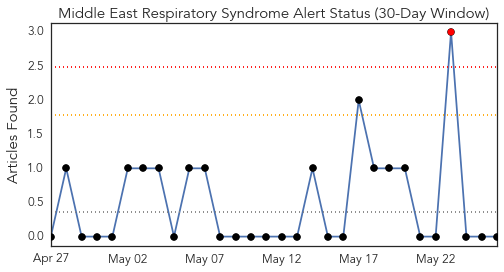 Middle East Respiratory Syndrome Alert Status (30-Day Window)
3.0
2.5
2.0
1.5
1.0
0.5
0.0
Articles Found
Apr 27
May 02
May 07
May 12
May 17
May 22